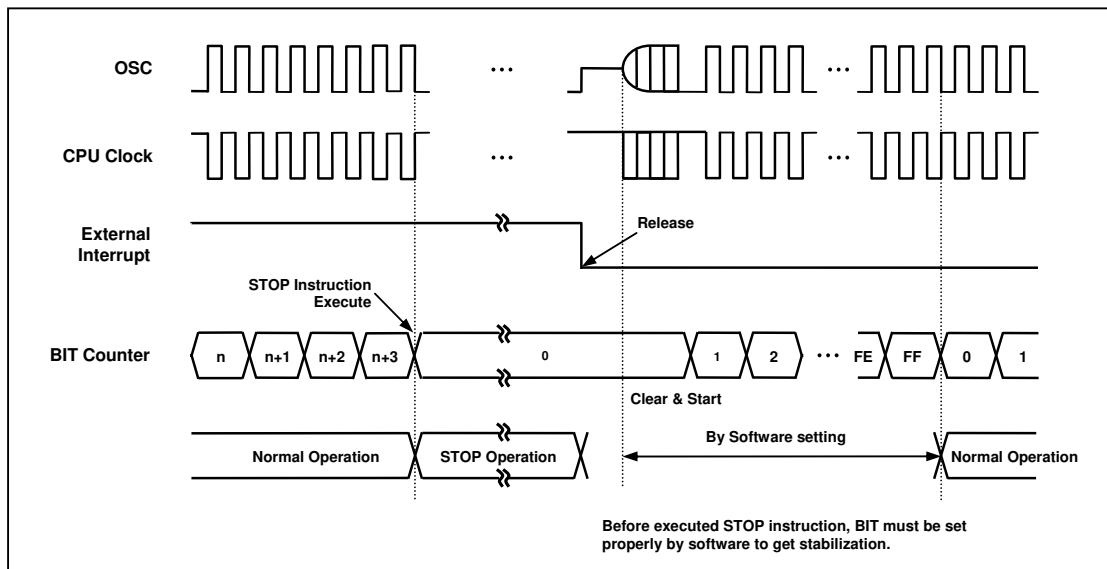 OSC
...
...
CPU Clock
...
...
External
Interrupt
Release
STOP Instruction
Execute
BIT Counter
n
n+1
n+2
n+3
0
1
2
...
FE
FF
0
1
Clear & Start
Normal Operation
STOP Operation
By Software setting
Normal Operation
Before executed STOP instruction, BIT must be set
properly by software to get stabilization.